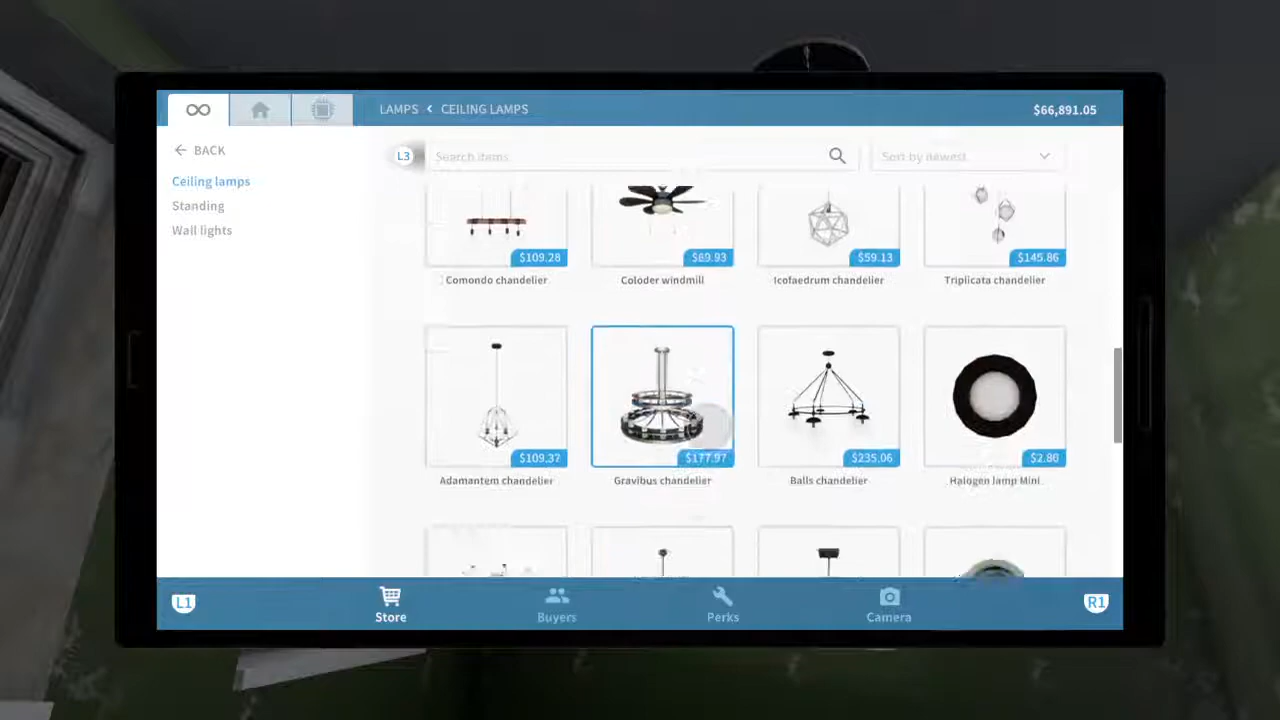 LAMPS < CEILING LAMPS
$66,891.05
BACK
L3
Search items
Sort by newest
Ceiling lamps
Standing
Wall lights
$109.28
$69.93
$59.13
$145.86
Comondo chandelier
Coloder windmill
Icofaedrum chandelier
Triplicata chandelier
$109.37
$177.97
$235.06
$2.80
Adamantem chandelier
Gravibus chandelier
Balls chandelier
Halogen lamp Mini
L1
Store
Buyers
Perks
Camera
R1